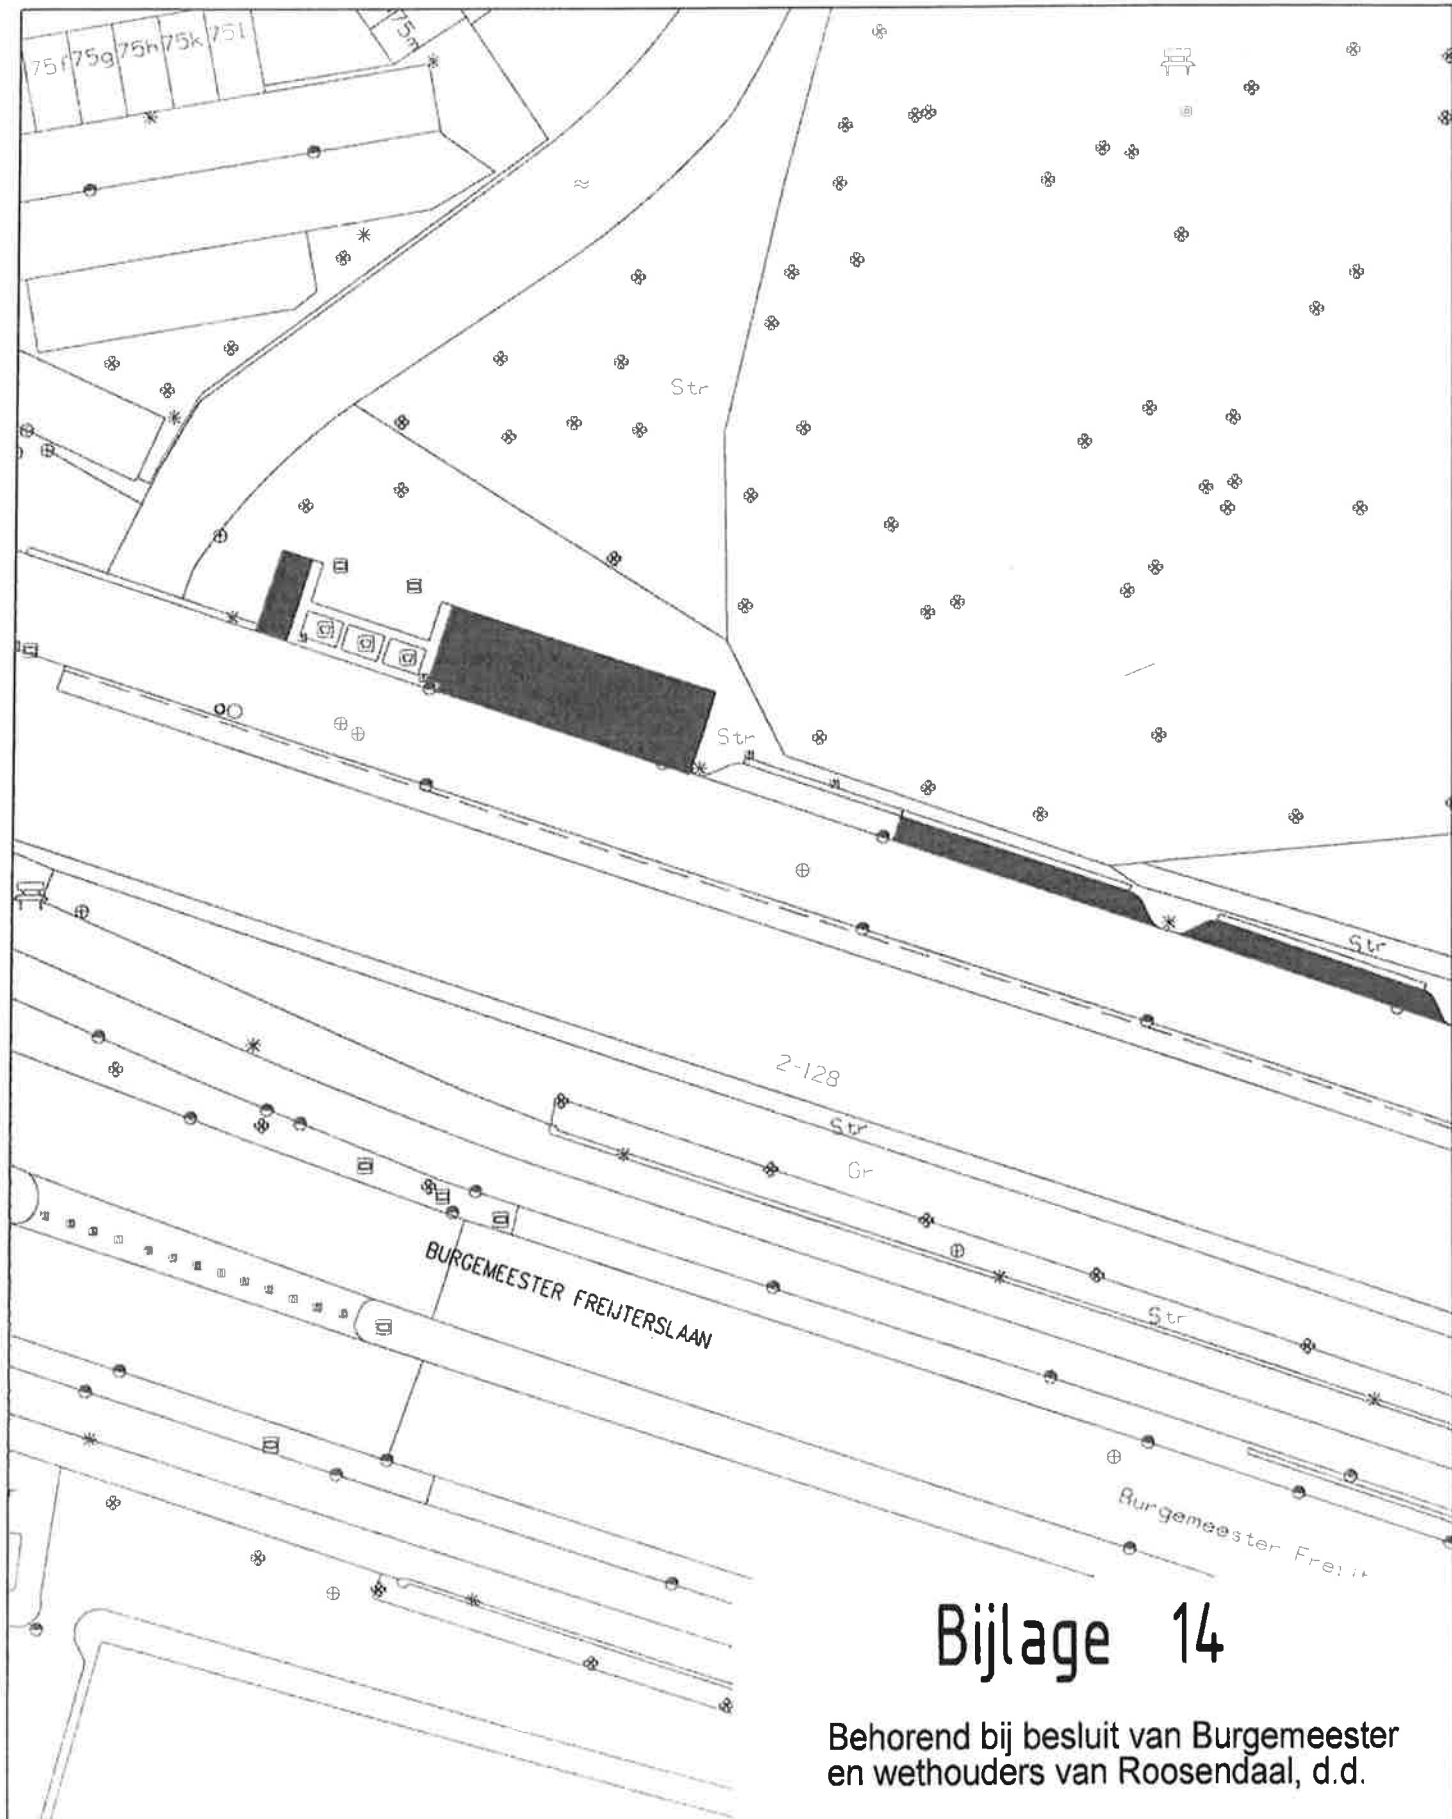 75f 75g 75h 75k 75l
75m
Str
Str
Str
2-128
Str
Gr
BURGEMEESTER FREIJTERSLAAN
Str
Burgemeester
Bijlage 14
Behorend bij besluit van Burgemeester
en wethouders van Roosendaal, d.d.